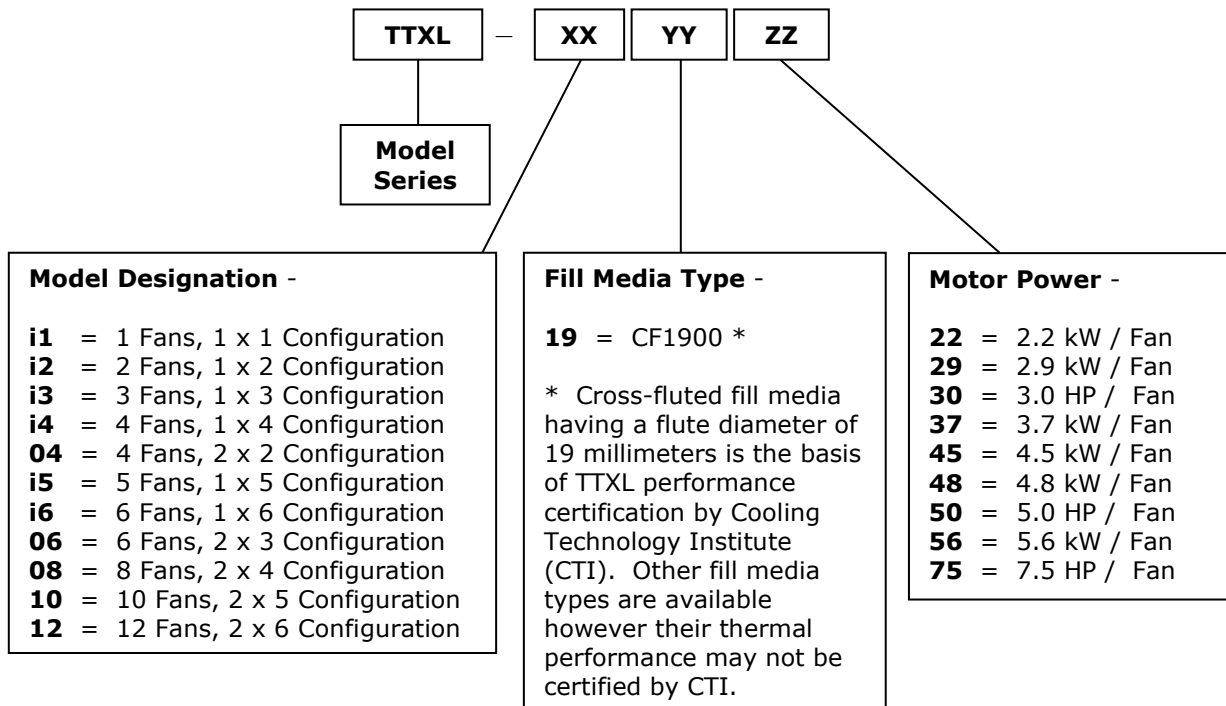 TTXL – XX YY ZZ
Model
Series
Model Designation -
i1 = 1 Fans, 1 x 1 Configuration
i2 = 2 Fans, 1 x 2 Configuration
i3 = 3 Fans, 1 x 3 Configuration
i4 = 4 Fans, 1 x 4 Configuration
04 = 4 Fans, 2 x 2 Configuration
i5 = 5 Fans, 1 x 5 Configuration
i6 = 6 Fans, 1 x 6 Configuration
06 = 6 Fans, 2 x 3 Configuration
08 = 8 Fans, 2 x 4 Configuration
10 = 10 Fans, 2 x 5 Configuration
12 = 12 Fans, 2 x 6 Configuration
Fill Media Type -
19 = CF1900 *
* Cross-fluted fill media
having a flute diameter of
19 millimeters is the basis
of TTXL performance
certification by Cooling
Technology Institute
(CTI). Other fill media
types are available
however their thermal
performance may not be
certified by CTI.
Motor Power -
22 = 2.2 kW / Fan
29 = 2.9 kW / Fan
30 = 3.0 HP / Fan
37 = 3.7 kW / Fan
45 = 4.5 kW / Fan
48 = 4.8 kW / Fan
50 = 5.0 HP / Fan
56 = 5.6 kW / Fan
75 = 7.5 HP / Fan